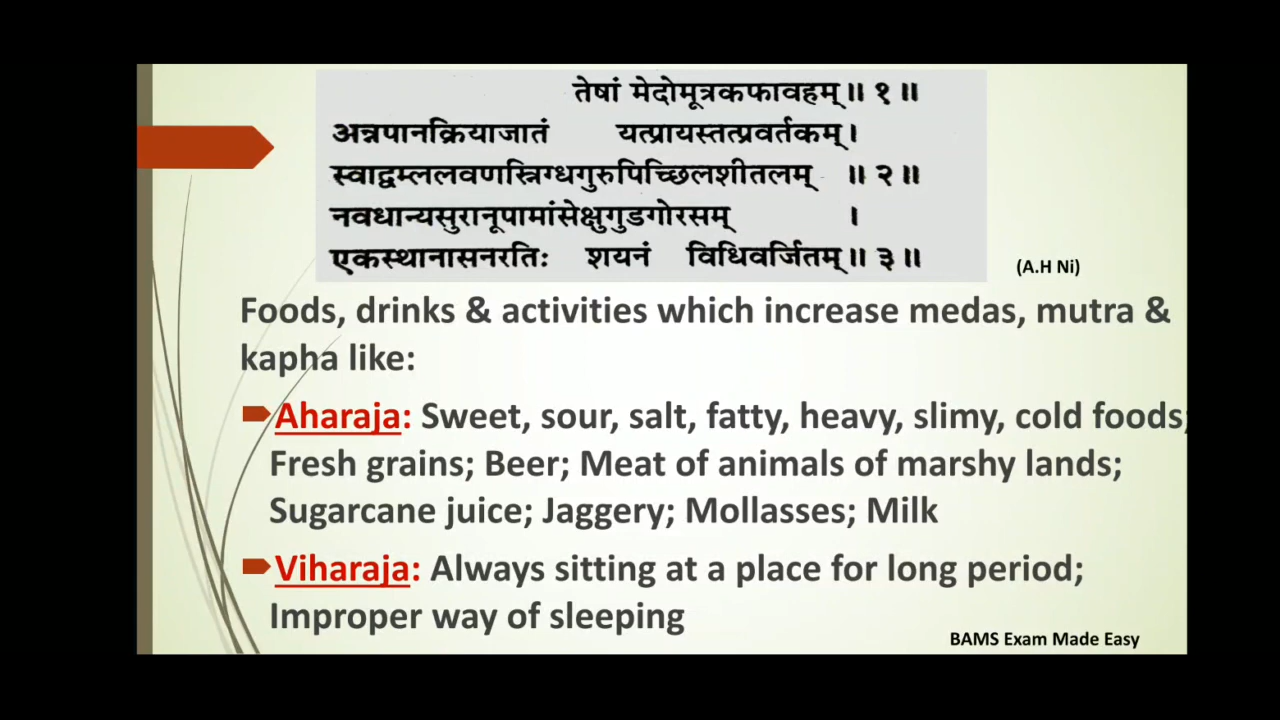 तेषां मेदोमूत्रकफावहम् ॥ १ ॥
अन्नपानक्रियाजातं यत्प्रायस्तत्प्रवर्तकम् ।
स्वाद्वम्ललवणस्निग्धगुरुपिच्छिलशीतलम् ॥ २ ॥
नवधान्यसुरानूपामांसेक्षुगुडगोरसम् ।
एकस्थानासनरतिः शयनं विधिवर्जितम् ॥ ३ ॥
(A.H Ni)
Foods, drinks & activities which increase medas, mutra &
kapha like:
Aharaja: Sweet, sour, salt, fatty, heavy, slimy, cold foods;
Fresh grains; Beer; Meat of animals of marshy lands;
Sugarcane juice; Jaggery; Mollasses; Milk
Viharaja: Always sitting at a place for long period;
Improper way of sleeping
BAMS Exam Made Easy